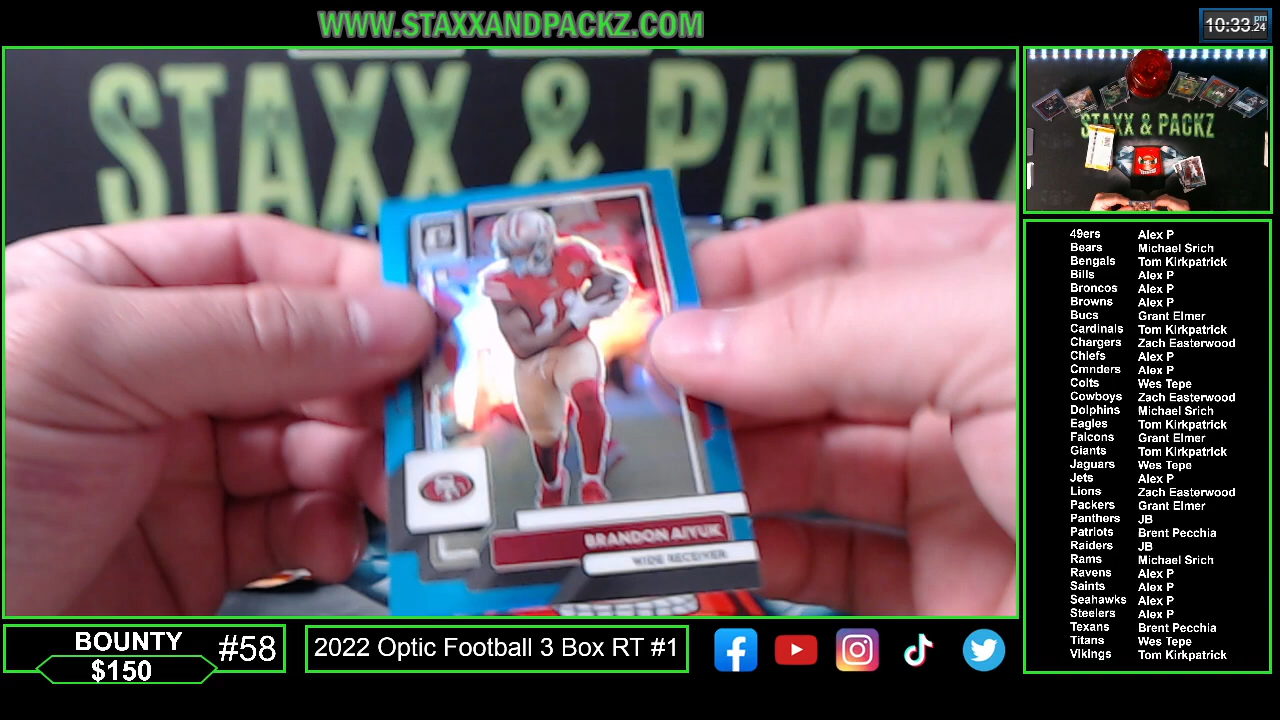 WWW.STAXXANDPACKZ.COM
10:33 pm 24
STAXX & PACKZ
BRANDON AIYUK
WIDE RECEIVER
STAXX & PACKZ
49ers Alex P
Bears Michael Srich
Bengals Tom Kirkpatrick
Bills Alex P
Broncos Alex P
Browns Alex P
Bucs Grant Elmer
Cardinals Tom Kirkpatrick
Chargers Zach Easterwood
Chiefs Alex P
Cmnders Alex P
Colts Wes Tepe
Cowboys Zach Easterwood
Dolphins Michael Srich
Eagles Tom Kirkpatrick
Falcons Grant Elmer
Giants Tom Kirkpatrick
Jaguars Wes Tepe
Jets Alex P
Lions Zach Easterwood
Packers Grant Elmer
Panthers JB
Patriots Brent Pecchia
Raiders JB
Rams Michael Srich
Ravens Alex P
Saints Alex P
Seahawks Alex P
Steelers Alex P
Texans Brent Pecchia
Titans Wes Tepe
Vikings Tom Kirkpatrick
BOUNTY
$150
#58
2022 Optic Football 3 Box RT #1